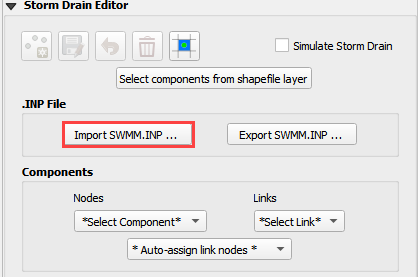 Storm Drain Editor
Simulate Storm Drain
Select components from shapefile layer
.INP File
Import SWMM.INP ... Export SWMM.INP ...
Components
Nodes Links
*Select Component* *Select Link*
* Auto-assign link nodes *